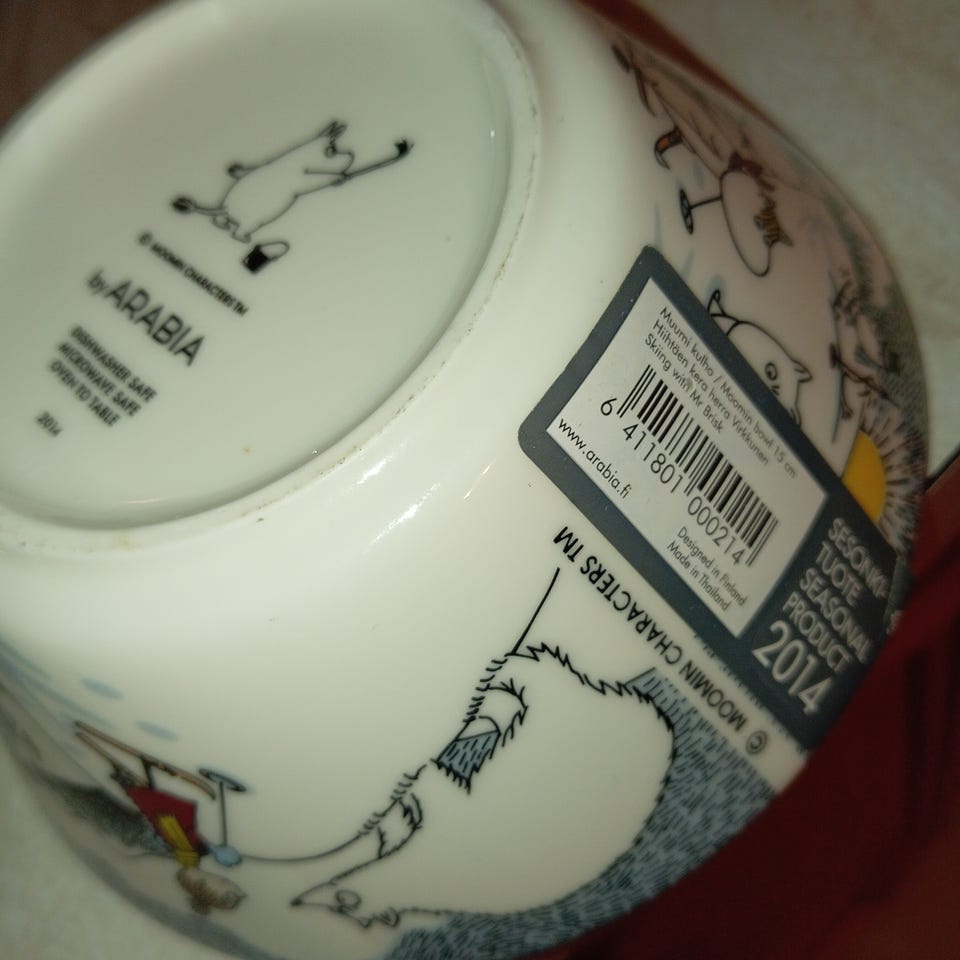 © MOOMIN CHARACTERS™
by ARABIA
DISHWASHER SAFE
MICROWAVE SAFE
OVEN TO TABLE
2014
Muumi kulho / Moomin bowl 15 cm
Hiihtäen kera herra Virkkunen
Skiing with Mr Brisk
6 411801 000214
www.arabia.fi
Designed in Finland
Made in Thailand
SESONKI-
TUOTE
SEASONAL
PRODUCT
2014
© MOOMIN CHARACTERS TM